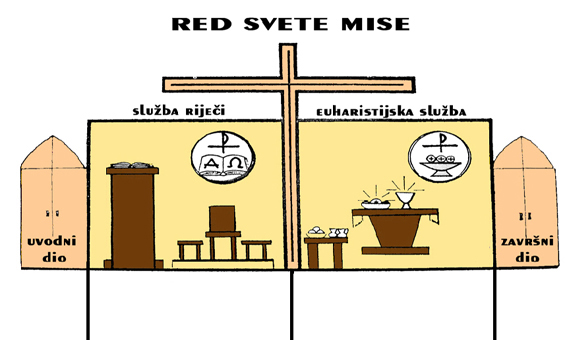 RED SVETE MISE
služba riječi
euharistijska služba
Α Ω
uvodni
dio
završni
dio